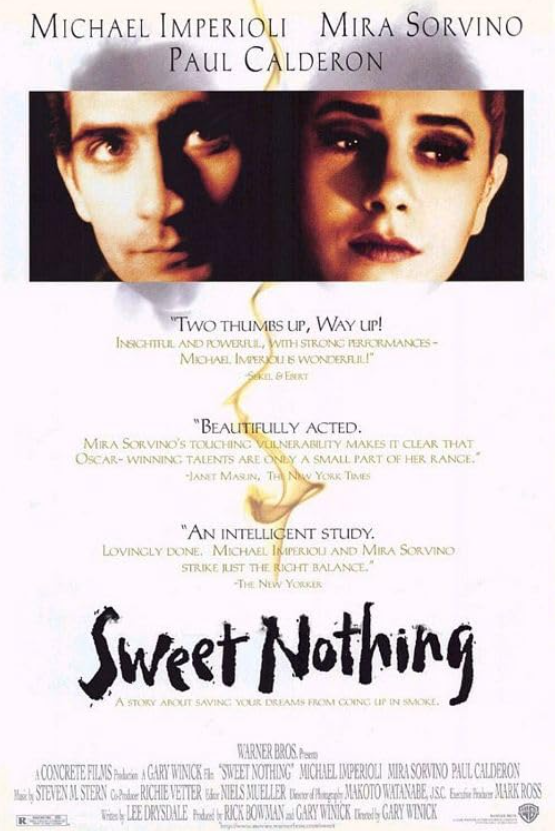 MICHAEL IMPERIOLI MIRA SORVINO
PAUL CALDERON
"TWO THUMBS UP, WAY UP!
INSIGHTFUL AND POWERFUL, WITH STRONG PERFORMANCES -
MICHAEL IMPERIOLI IS WONDERFUL!"
-SISKEL & EBERT
"BEAUTIFULLY ACTED.
MIRA SORVINO'S TOUCHING VULNERABILITY MAKES IT CLEAR THAT
OSCAR- WINNING TALENTS ARE ONLY A SMALL PART OF HER RANGE."
-JANET MASLIN, THE NEW YORK TIMES
"AN INTELLIGENT STUDY.
LOVINGLY DONE. MICHAEL IMPERIOLI AND MIRA SORVINO
STRIKE JUST THE RIGHT BALANCE."
-THE NEW YORKER
Sweet Nothing
A STORY ABOUT SAVING YOUR DREAMS FROM GOING UP IN SMOKE.
WARNER BROS. Presents
A CONCRETE FILMS Production A GARY WINICK Film "SWEET NOTHING" MICHAEL IMPERIOLI MIRA SORVINO PAUL CALDERON
Music by STEVEN M. STERN Co-Producer RICHIE VETTER Editor NIELS MUELLER Director of Photography MAKOTO WATANABE, J.S.C. Executive Producer MARK ROSS
Written by LEE DRYSDALE Produced by RICK BOWMAN and GARY WINICK Directed by GARY WINICK
R
WB